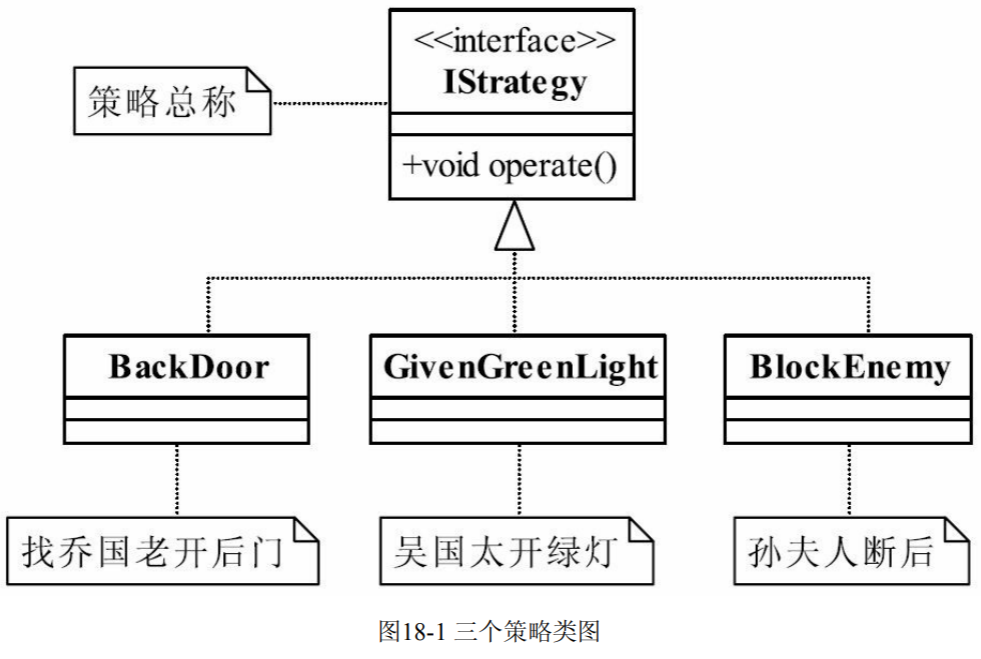 <<interface>>
IStrategy
策略总称
+void operate()
BackDoor
GivenGreenLight
BlockEnemy
找乔国老开后门
吴国太开绿灯
孙夫人断后
图18-1 三个策略类图